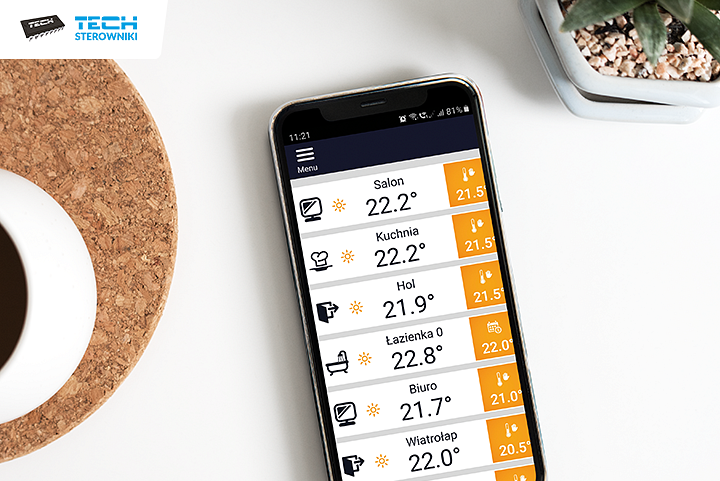 TECH
TECH
STEROWNIKI
11:21
81%
Menu
Salon
22.2°
21.5°
Kuchnia
22.2°
21.5°
Hol
21.9°
21.5°
Łazienka 0
22.8°
22.0°
Biuro
21.7°
21.0°
Wiatrołap
22.0°
20.5°